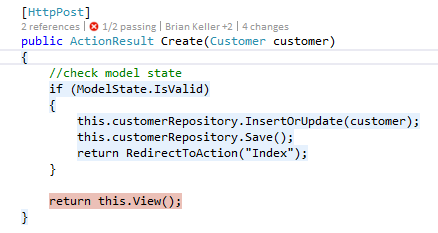 [HttpPost]
2 references | 1/2 passing | Brian Keller +2 | 4 changes
public ActionResult Create(Customer customer)
{
    //check model state
    if (ModelState.IsValid)
    {
        this.customerRepository.InsertOrUpdate(customer);
        this.customerRepository.Save();
        return RedirectToAction("Index");
    }
    return this.View();
}